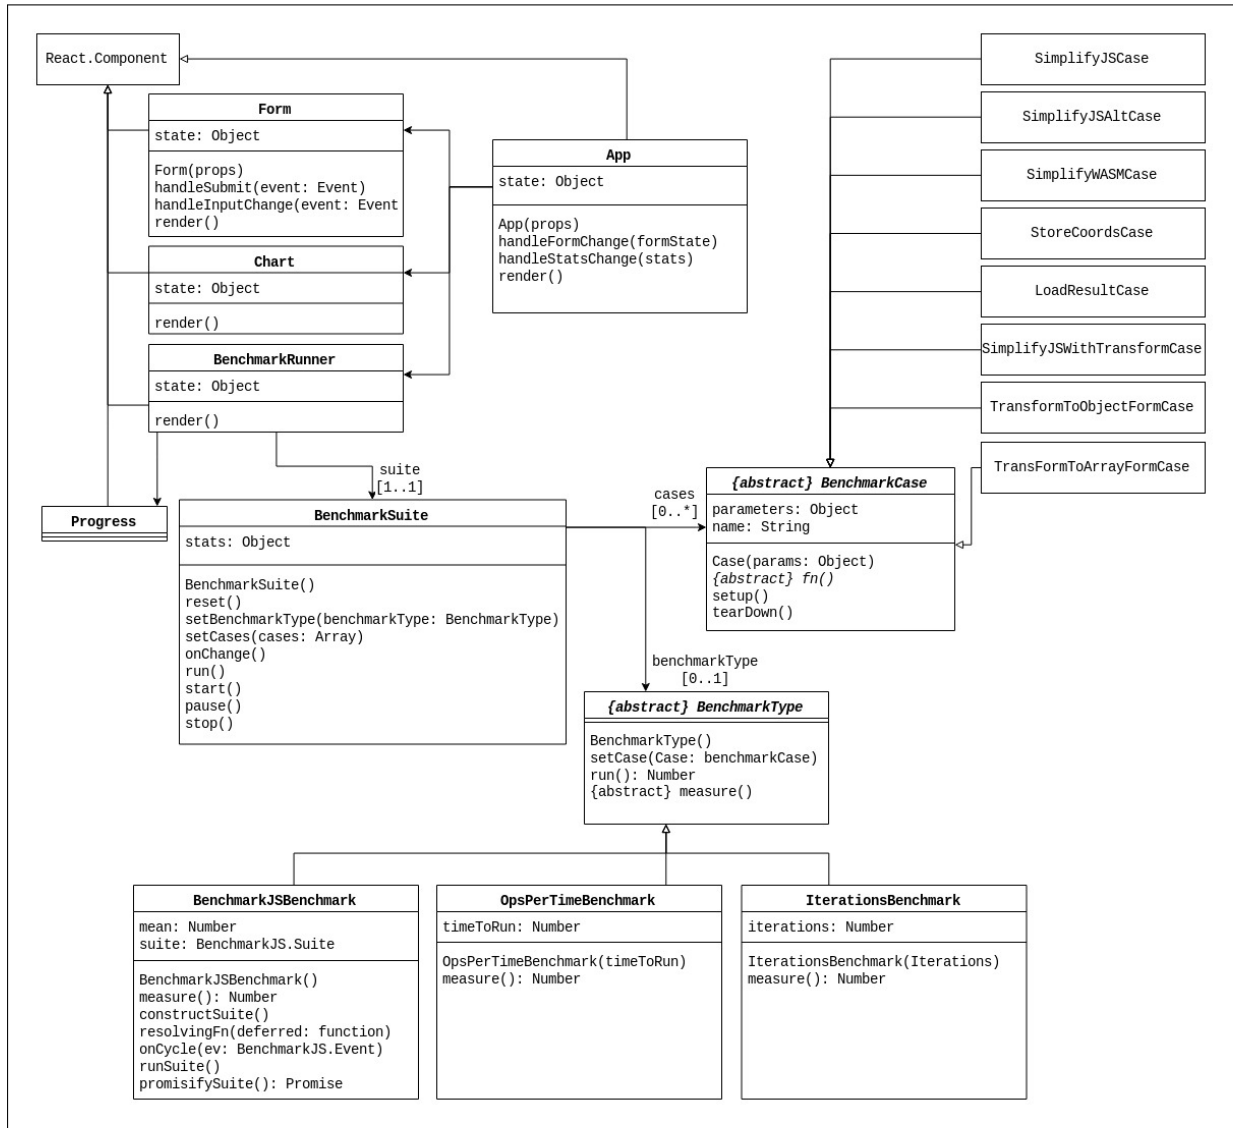 React.Component
Form
state: Object
Form(props)
handleSubmit(event: Event)
handleInputChange(event: Event
render()
Chart
state: Object
render()
BenchmarkRunner
state: Object
render()
App
state: Object
App(props)
handleFormChange(formState)
handleStatsChange(stats)
render()
SimplifyJSCase
SimplifyJSAltCase
SimplifyWASMCase
StoreCoordsCase
LoadResultCase
SimplifyJSWithTransformCase
TransformToObjectFormCase
TransFormToArrayFormCase
suite
[1..1]
Progress
BenchmarkSuite
stats: Object
BenchmarkSuite()
reset()
setBenchmarkType(benchmarkType: BenchmarkType)
setCases(cases: Array)
onChange()
run()
start()
pause()
stop()
cases
[0..*]
{abstract} BenchmarkCase
parameters: Object
name: String
Case(params: Object)
{abstract} fn()
setup()
tearDown()
benchmarkType
[0..1]
{abstract} BenchmarkType
BenchmarkType()
setCase(Case: benchmarkCase)
run(): Number
{abstract} measure()
BenchmarkJSBenchmark
mean: Number
suite: BenchmarkJS.Suite
BenchmarkJSBenchmark()
measure(): Number
constructSuite()
resolvingFn(deferred: function)
onCycle(ev: BenchmarkJS.Event)
runSuite()
promisifySuite(): Promise
OpsPerTimeBenchmark
timeToRun: Number
OpsPerTimeBenchmark(timeToRun)
measure(): Number
IterationsBenchmark
iterations: Number
IterationsBenchmark(Iterations)
measure(): Number